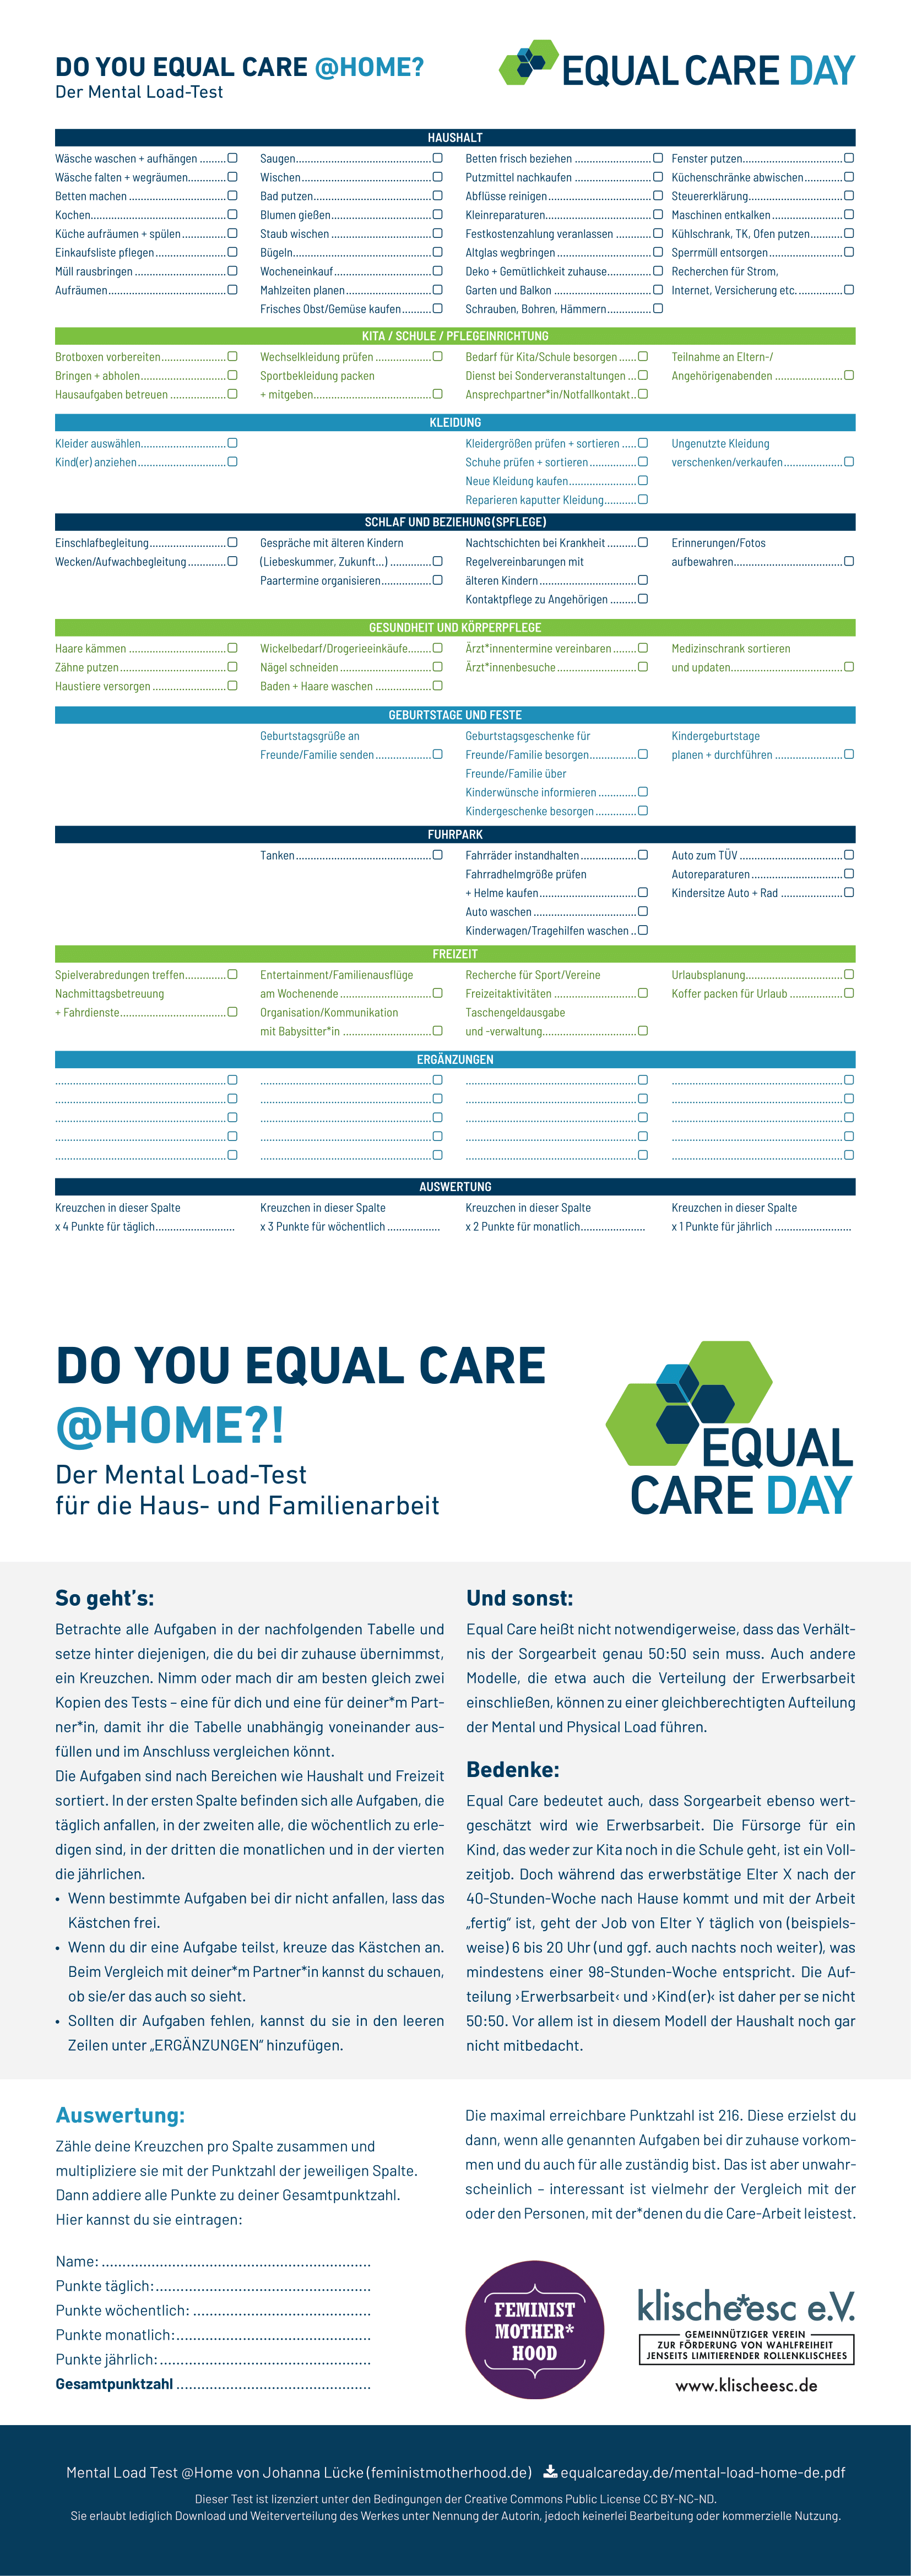 DO YOU EQUAL CARE @HOME?
Der Mental Load-Test
EQUAL CARE DAY
HAUSHALT
Wäsche waschen + aufhängen
Wäsche falten + wegräumen
Betten machen
Kochen
Küche aufräumen + spülen
Einkaufsliste pflegen
Müll rausbringen
Aufräumen
Saugen
Wischen
Bad putzen
Blumen gießen
Staub wischen
Bügeln
Wocheneinkauf
Mahlzeiten planen
Frisches Obst/Gemüse kaufen
Betten frisch beziehen
Putzmittel nachkaufen
Abflüsse reinigen
Kleinreparaturen
Festkostenzahlung veranlassen
Altglas wegbringen
Deko + Gemütlichkeit zuhause
Garten und Balkon
Schrauben, Bohren, Hämmern
Fenster putzen
Küchenschränke abwischen
Steuererklärung
Maschinen entkalken
Kühlschrank, TK, Ofen putzen
Sperrmüll entsorgen
Recherchen für Strom,
Internet, Versicherung etc.
KITA / SCHULE / PFLEGEINRICHTUNG
Brotboxen vorbereiten
Bringen + abholen
Hausaufgaben betreuen
Wechselkleidung prüfen
Sportbekleidung packen
+ mitgeben
Bedarf für Kita/Schule besorgen
Dienst bei Sonderveranstaltungen
Ansprechpartner*in/Notfallkontakt
Teilnahme an Eltern-/
Angehörigenabenden
KLEIDUNG
Kleider auswählen
Kind(er) anziehen
Kleidergrößen prüfen + sortieren
Schuhe prüfen + sortieren
Neue Kleidung kaufen
Reparieren kaputter Kleidung
Ungenutzte Kleidung
verschenken/verkaufen
SCHLAF UND BEZIEHUNG(SPFLEGE)
Einschlafbegleitung
Wecken/Aufwachbegleitung
Gespräche mit älteren Kindern
(Liebeskummer, Zukunft...)
Paartermine organisieren
Nachtschichten bei Krankheit
Regelvereinbarungen mit
älteren Kindern
Kontaktpflege zu Angehörigen
Erinnerungen/Fotos
aufbewahren
GESUNDHEIT UND KÖRPERPFLEGE
Haare kämmen
Zähne putzen
Haustiere versorgen
Wickelbedarf/Drogerieeinkäufe
Nägel schneiden
Baden + Haare waschen
Ärzt*innentermine vereinbaren
Ärzt*innenbesuche
Medizinschrank sortieren
und updaten
GEBURTSTAGE UND FESTE
Geburtstagsgrüße an
Freunde/Familie senden
Geburtstagsgeschenke für
Freunde/Familie besorgen
Freunde/Familie über
Kinderwünsche informieren
Kindergeschenke besorgen
Kindergeburtstage
planen + durchführen
FUHRPARK
Tanken
Fahrräder instandhalten
Fahrradhelmgröße prüfen
+ Helme kaufen
Auto waschen
Kinderwagen/Tragehilfen waschen
Auto zum TÜV
Autoreparaturen
Kindersitze Auto + Rad
FREIZEIT
Spielverabredungen treffen
Nachmittagsbetreuung
+ Fahrdienste
Entertainment/Familienausflüge
am Wochenende
Organisation/Kommunikation
mit Babysitter*in
Recherche für Sport/Vereine
Freizeitaktivitäten
Taschengeldausgabe
und -verwaltung
Urlaubsplanung
Koffer packen für Urlaub
ERGÄNZUNGEN
AUSWERTUNG
Kreuzchen in dieser Spalte
x 4 Punkte für täglich
Kreuzchen in dieser Spalte
x 3 Punkte für wöchentlich
Kreuzchen in dieser Spalte
x 2 Punkte für monatlich
Kreuzchen in dieser Spalte
x 1 Punkte für jährlich
DO YOU EQUAL CARE
@HOME?!
Der Mental Load-Test
für die Haus- und Familienarbeit
EQUAL
CARE DAY
So geht's:
Betrachte alle Aufgaben in der nachfolgenden Tabelle und
setze hinter diejenigen, die du bei dir zuhause übernimmst,
ein Kreuzchen. Nimm oder mach dir am besten gleich zwei
Kopien des Tests – eine für dich und eine für deiner*m Part-
ner*in, damit ihr die Tabelle unabhängig voneinander aus-
füllen und im Anschluss vergleichen könnt.
Die Aufgaben sind nach Bereichen wie Haushalt und Freizeit
sortiert. In der ersten Spalte befinden sich alle Aufgaben, die
täglich anfallen, in der zweiten alle, die wöchentlich zu erle-
digen sind, in der dritten die monatlichen und in der vierten
die jährlichen.
• Wenn bestimmte Aufgaben bei dir nicht anfallen, lass das
Kästchen frei.
• Wenn du dir eine Aufgabe teilst, kreuze das Kästchen an.
Beim Vergleich mit deiner*m Partner*in kannst du schauen,
ob sie/er das auch so sieht.
• Sollten dir Aufgaben fehlen, kannst du sie in den leeren
Zeilen unter „ERGÄNZUNGEN" hinzufügen.
Und sonst:
Equal Care heißt nicht notwendigerweise, dass das Verhält-
nis der Sorgearbeit genau 50:50 sein muss. Auch andere
Modelle, die etwa auch die Verteilung der Erwerbsarbeit
einschließen, können zu einer gleichberechtigten Aufteilung
der Mental und Physical Load führen.
Bedenke:
Equal Care bedeutet auch, dass Sorgearbeit ebenso wert-
geschätzt wird wie Erwerbsarbeit. Die Fürsorge für ein
Kind, das weder zur Kita noch in die Schule geht, ist ein Voll-
zeitjob. Doch während das erwerbstätige Elter X nach der
40-Stunden-Woche nach Hause kommt und mit der Arbeit
„fertig" ist, geht der Job von Elter Y täglich von (beispiels-
weise) 6 bis 20 Uhr (und ggf. auch nachts noch weiter), was
mindestens einer 98-Stunden-Woche entspricht. Die Auf-
teilung ›Erwerbsarbeit‹ und ›Kind(er)‹ ist daher per se nicht
50:50. Vor allem ist in diesem Modell der Haushalt noch gar
nicht mitbedacht.
Auswertung:
Zähle deine Kreuzchen pro Spalte zusammen und
multipliziere sie mit der Punktzahl der jeweiligen Spalte.
Dann addiere alle Punkte zu deiner Gesamtpunktzahl.
Hier kannst du sie eintragen:
Name:
Punkte täglich:
Punkte wöchentlich:
Punkte monatlich:
Punkte jährlich:
Gesamtpunktzahl
Die maximal erreichbare Punktzahl ist 216. Diese erzielst du
dann, wenn alle genannten Aufgaben bei dir zuhause vorkom-
men und du auch für alle zuständig bist. Das ist aber unwahr-
scheinlich – interessant ist vielmehr der Vergleich mit der
oder den Personen, mit der*denen du die Care-Arbeit leistest.
FEMINIST
MOTHER*
HOOD
klische*esc e.V.
GEMEINNÜTZIGER VEREIN
ZUR FÖRDERUNG VON WAHLFREIHEIT
JENSEITS LIMITIERENDER ROLLENKLISCHEES
www.klischeesc.de
Mental Load Test @Home von Johanna Lücke (feministmotherhood.de) equalcareday.de/mental-load-home-de.pdf
Dieser Test ist lizenziert unter den Bedingungen der Creative Commons Public License CC BY-NC-ND.
Sie erlaubt lediglich Download und Weiterverteilung des Werkes unter Nennung der Autorin, jedoch keinerlei Bearbeitung oder kommerzielle Nutzung.